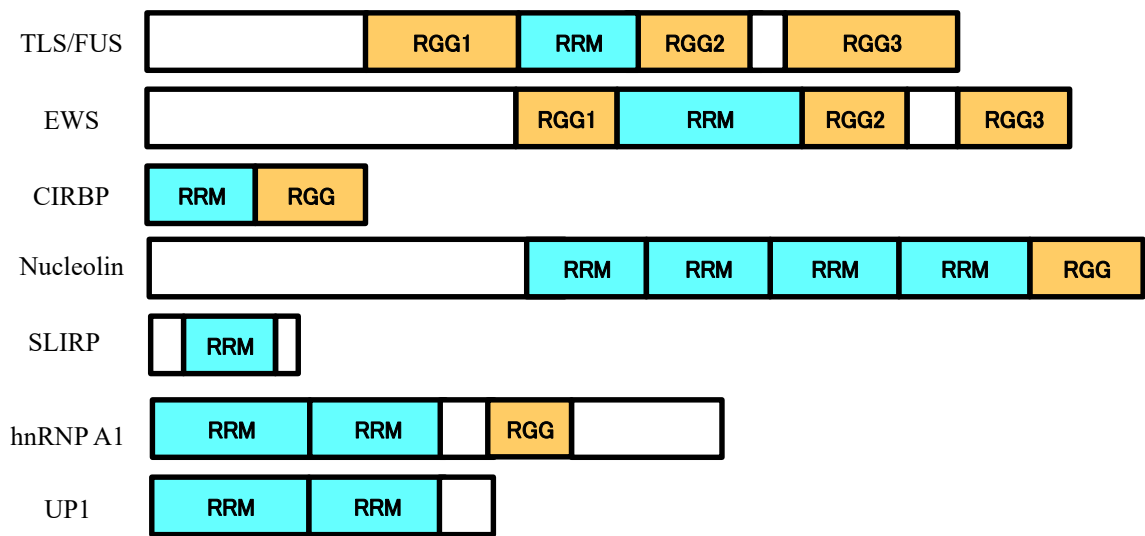 TLS/FUS RGG1 RRM RGG2 RGG3
EWS RGG1 RRM RGG2 RGG3
CIRBP RRM RGG
Nucleolin RRM RRM RRM RRM RGG
SLIRP RRM
hnRNP A1 RRM RRM RGG
UP1 RRM RRM